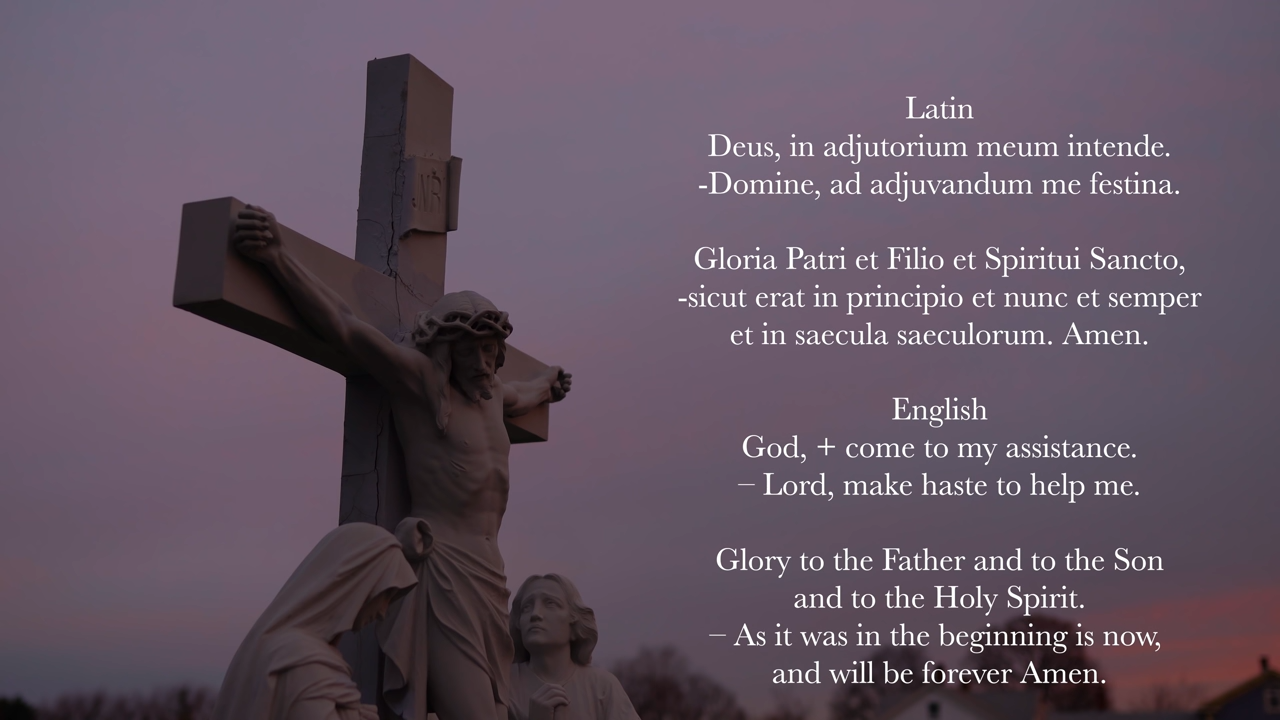 INRI
Latin
Deus, in adjutorium meum intende.
-Domine, ad adjuvandum me festina.
Gloria Patri et Filio et Spiritui Sancto,
-sicut erat in principio et nunc et semper
et in saecula saeculorum. Amen.
English
God, + come to my assistance.
– Lord, make haste to help me.
Glory to the Father and to the Son
and to the Holy Spirit.
– As it was in the beginning is now,
and will be forever Amen.